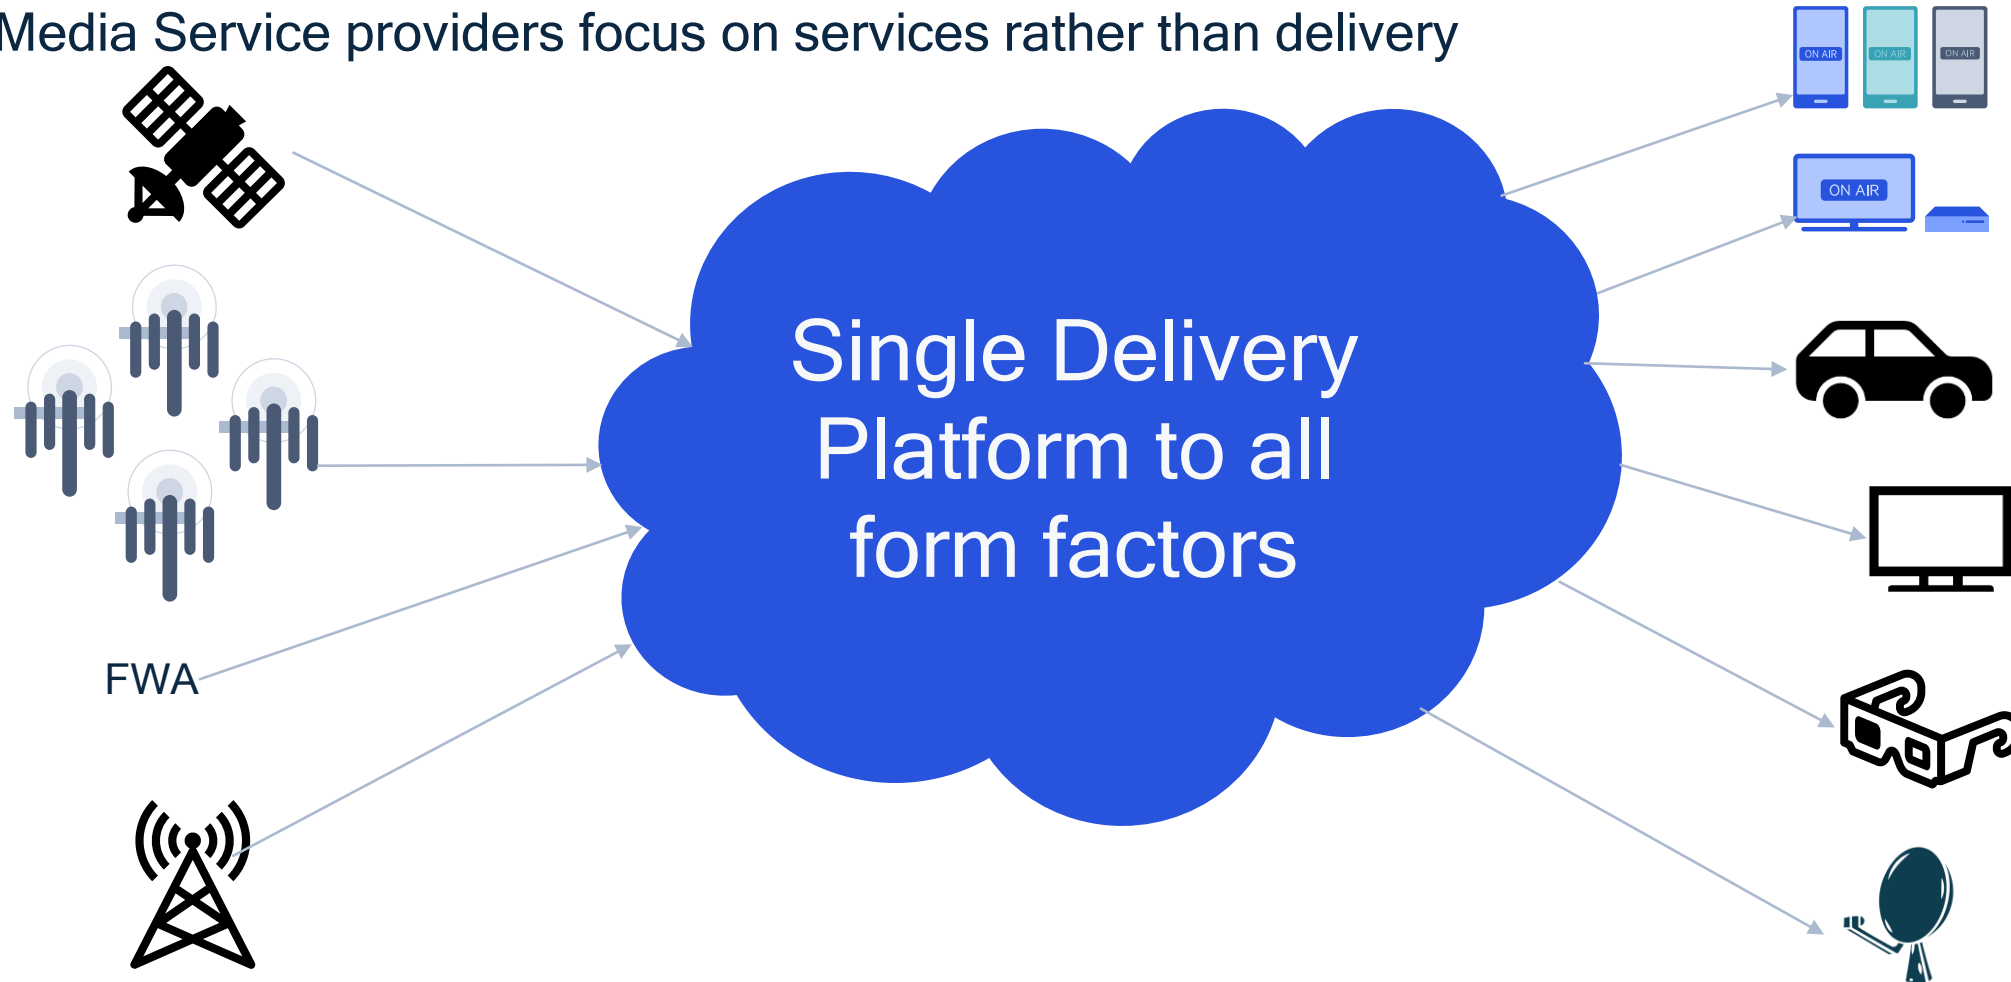 Media Service providers focus on services rather than delivery
ON AIR
ON AIR
ON AIR
ON AIR
Single Delivery
Platform to all
form factors
FWA